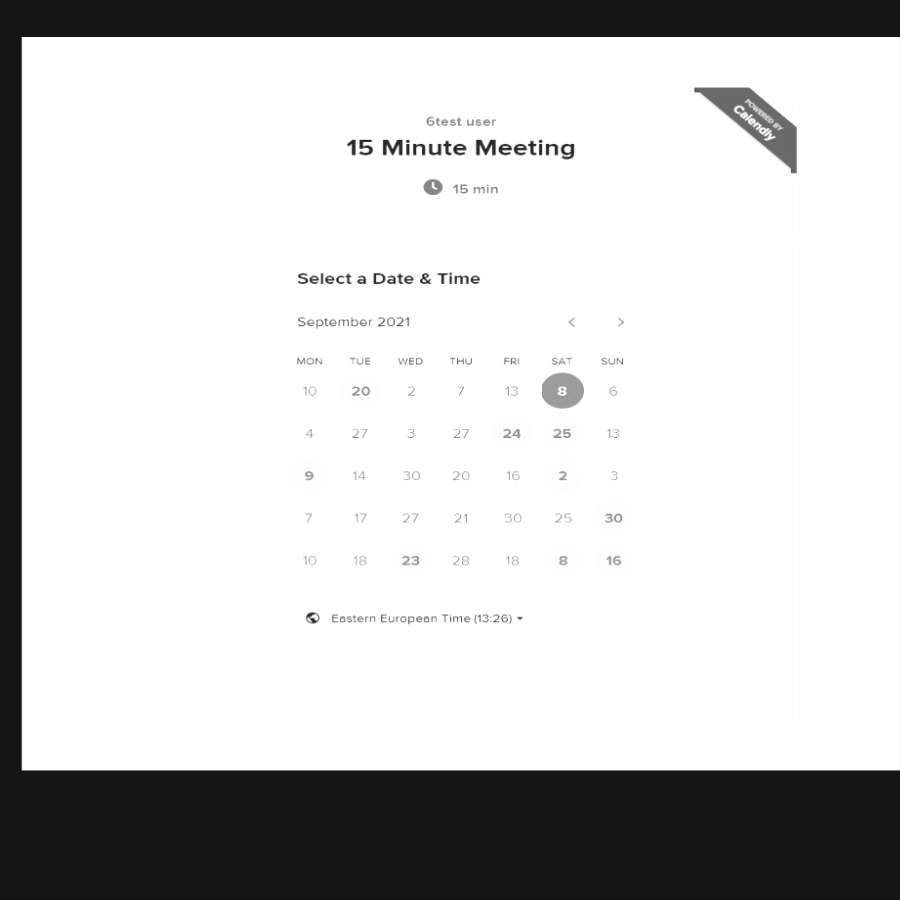 POWERED BY
Calendly
6test user
15 Minute Meeting
15 min
Select a Date & Time
September 2021
MON TUE WED THU FRI SAT SUN
10 20 2 7 13 8 6
4 27 3 27 24 25 13
9 14 30 20 16 2 3
7 17 27 21 30 25 30
10 18 23 28 18 8 16
Eastern European Time (13:26)